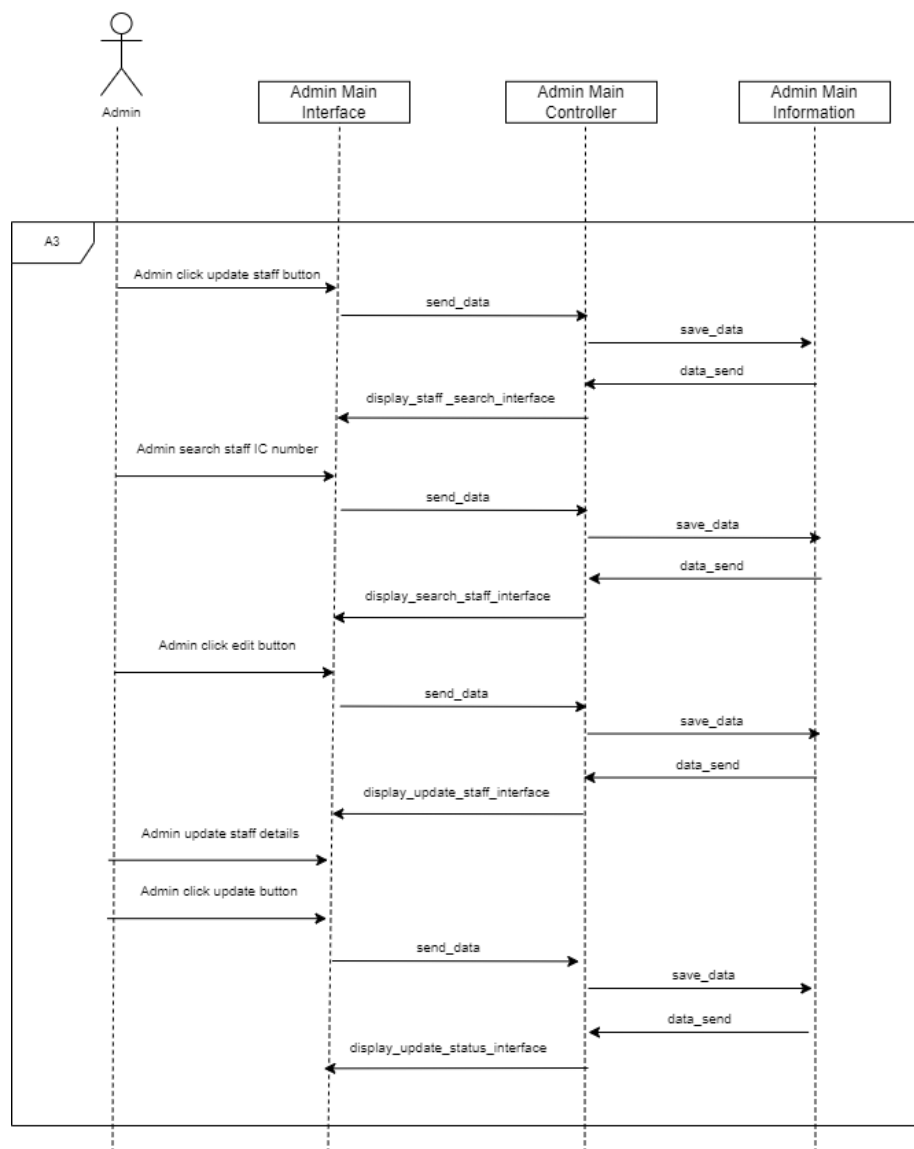 Admin
Admin Main
Interface
Admin Main
Controller
Admin Main
Information
A3
Admin click update staff button
send_data
save_data
data_send
display_staff _search_interface
Admin search staff IC number
send_data
save_data
data_send
display_search_staff_interface
Admin click edit button
send_data
save_data
data_send
display_update_staff_interface
Admin update staff details
Admin click update button
send_data
save_data
data_send
display_update_status_interface